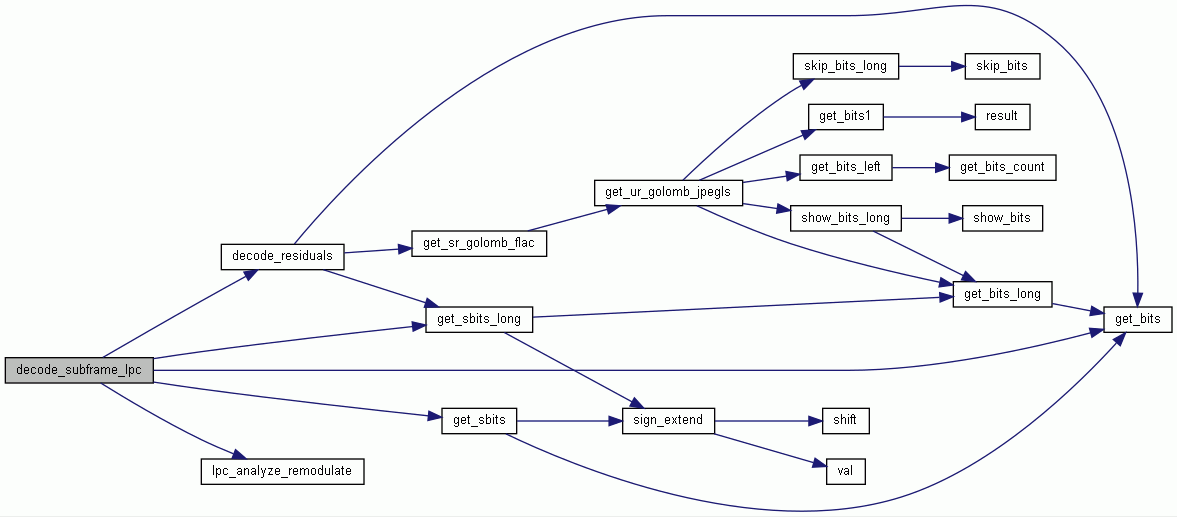 skip_bits_long
skip_bits
get_bits1
result
get_bits_left
get_bits_count
get_ur_golomb_jpegls
show_bits_long
show_bits
get_sr_golomb_flac
decode_residuals
get_bits_long
get_sbits_long
get_bits
decode_subframe_lpc
get_sbits
sign_extend
shift
lpc_analyze_remodulate
val